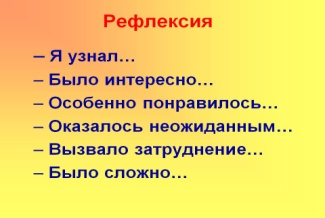 Рефлексия
– Я узнал…
– Было интересно…
– Особенно понравилось…
– Оказалось неожиданным…
– Вызвало затруднение…
– Было сложно…